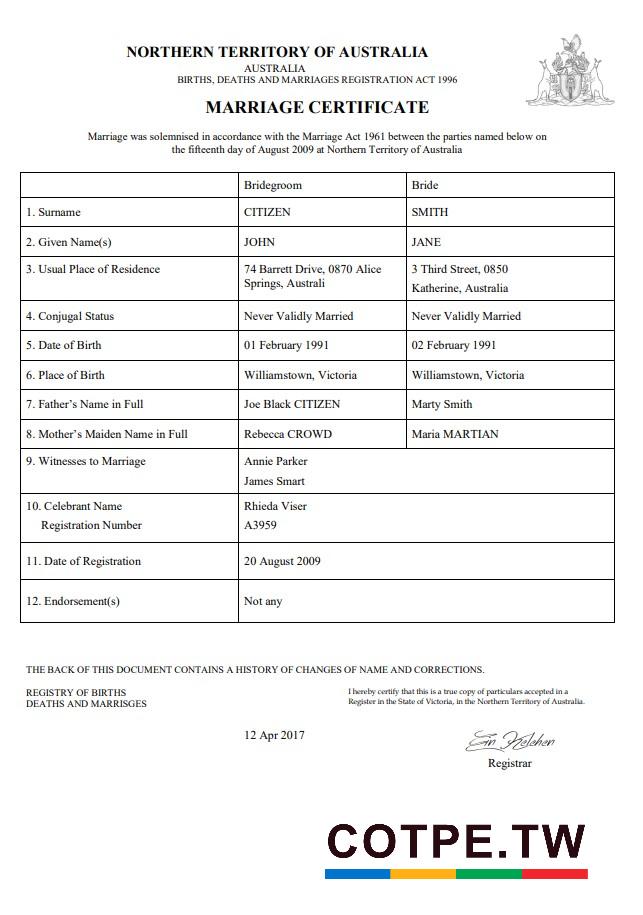 NORTHERN TERRITORY OF AUSTRALIA
AUSTRALIA
BIRTHS, DEATHS AND MARRIAGES REGISTRATION ACT 1996
MARRIAGE CERTIFICATE
Marriage was solemnised in accordance with the Marriage Act 1961 between the parties named below on
the fifteenth day of August 2009 at Northern Territory of Australia
Bridegroom Bride
1. Surname CITIZEN SMITH
2. Given Name(s) JOHN JANE
3. Usual Place of Residence 74 Barrett Drive, 0870 Alice 3 Third Street, 0850
Springs, Australi Katherine, Australia
4. Conjugal Status Never Validly Married Never Validly Married
5. Date of Birth 01 February 1991 02 February 1991
6. Place of Birth Williamstown, Victoria Williamstown, Victoria
7. Father's Name in Full Joe Black CITIZEN Marty Smith
8. Mother's Maiden Name in Full Rebecca CROWD Maria MARTIAN
9. Witnesses to Marriage Annie Parker
James Smart
10. Celebrant Name Rhieda Viser
Registration Number A3959
11. Date of Registration 20 August 2009
12. Endorsement(s) Not any
THE BACK OF THIS DOCUMENT CONTAINS A HISTORY OF CHANGES OF NAME AND CORRECTIONS.
REGISTRY OF BIRTHS
DEATHS AND MARRISGES
I hereby certify that this is a true copy of particulars accepted in a
Register in the State of Victoria, in the Northern Territory of Australia.
12 Apr 2017
Registrar
COTPE.TW